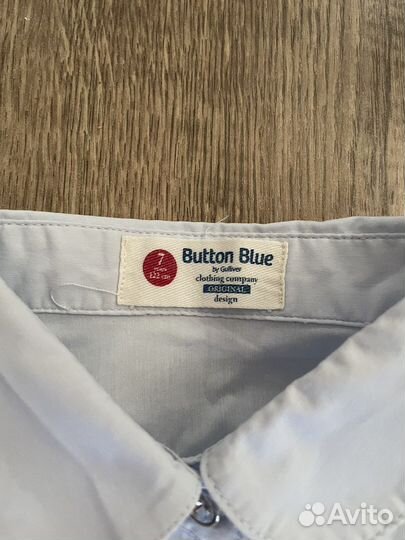 7
years
122 cm
Button Blue
by Gulliver
clothing company
ORIGINAL
design
Avito